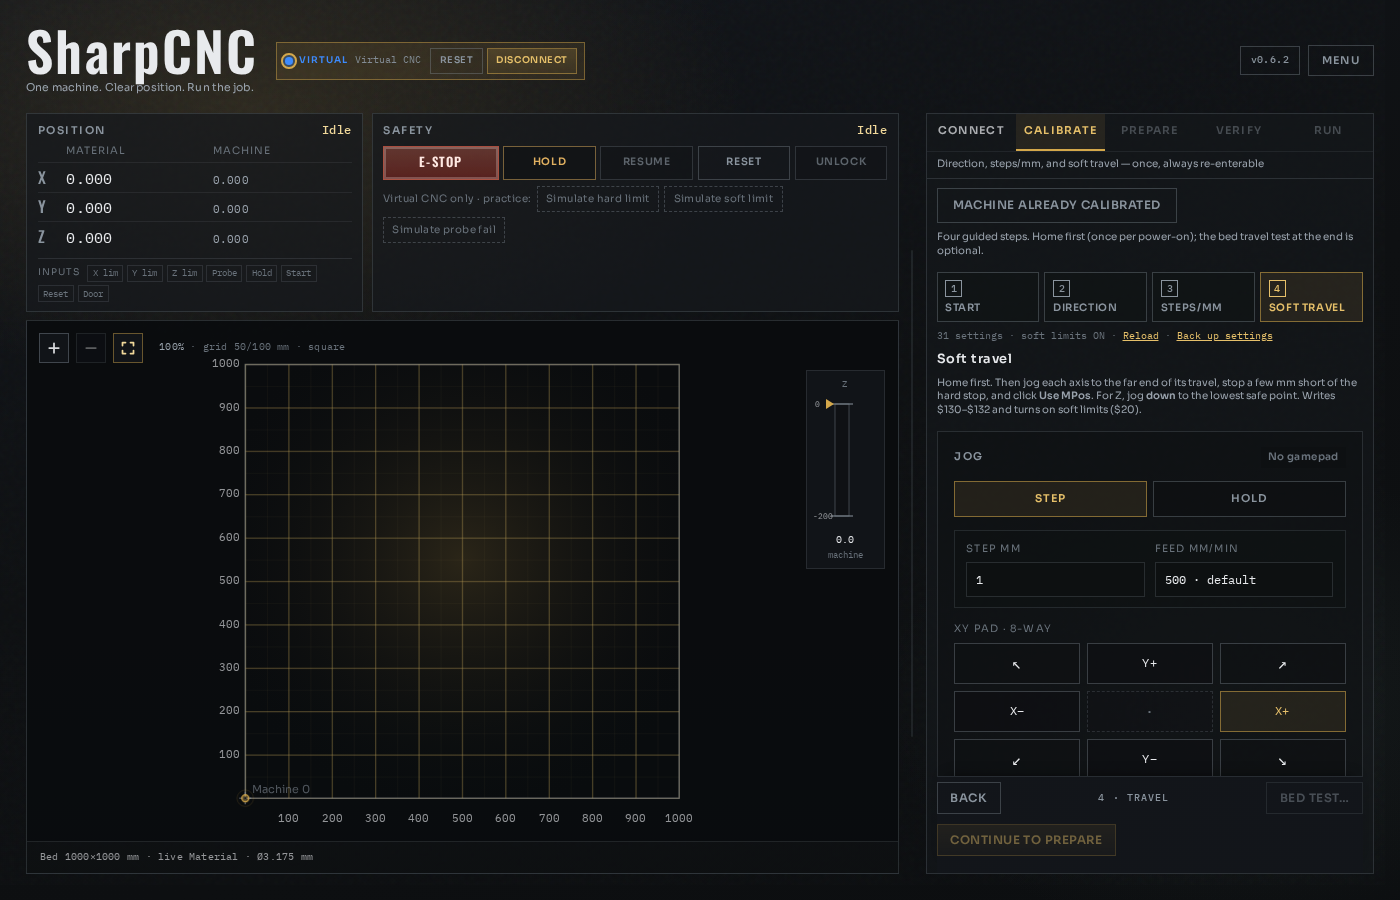 SharpCNC
One machine. Clear position. Run the job.
VIRTUAL Virtual CNC RESET DISCONNECT
v0.6.2 MENU
POSITION Idle
MATERIAL MACHINE
X 0.000 0.000
Y 0.000 0.000
Z 0.000 0.000
INPUTS X lim Y lim Z lim Probe Hold Start
Reset Door
SAFETY Idle
E-STOP HOLD RESUME RESET UNLOCK
Virtual CNC only · practice: Simulate hard limit Simulate soft limit
Simulate probe fail
+ − 100% · grid 50/100 mm · square
1000
900
800
700
600
500
400
300
200
100
Machine 0
100 200 300 400 500 600 700 800 900 1000
Z
0
-200
0.0
machine
Bed 1000×1000 mm · live Material · Ø3.175 mm
CONNECT CALIBRATE PREPARE VERIFY RUN
Direction, steps/mm, and soft travel — once, always re-enterable
MACHINE ALREADY CALIBRATED
Four guided steps. Home first (once per power-on); the bed travel test at the end is
optional.
1 2 3 4
START DIRECTION STEPS/MM SOFT TRAVEL
31 settings · soft limits ON · Reload · Back up settings
Soft travel
Home first. Then jog each axis to the far end of its travel, stop a few mm short of the
hard stop, and click Use MPos. For Z, jog down to the lowest safe point. Writes
$130–$132 and turns on soft limits ($20).
JOG No gamepad
STEP HOLD
STEP MM FEED MM/MIN
1 500 · default
XY PAD · 8-WAY
↖ Y+ ↗
X− · X+
↙ Y− ↘
BACK 4 · TRAVEL BED TEST…
CONTINUE TO PREPARE